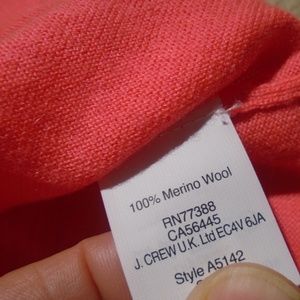 100% Merino Wool
RN77388
CA56445
J. CREW U.K. Ltd EC4V 6JA
Style A5142